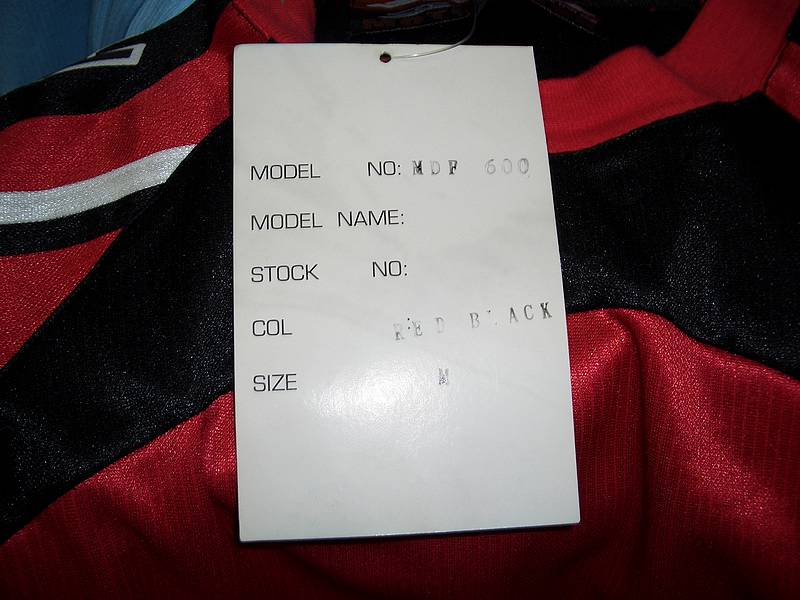 MODEL NO: MDF 600
MODEL NAME:
STOCK NO:
COL RED BLACK
SIZE M